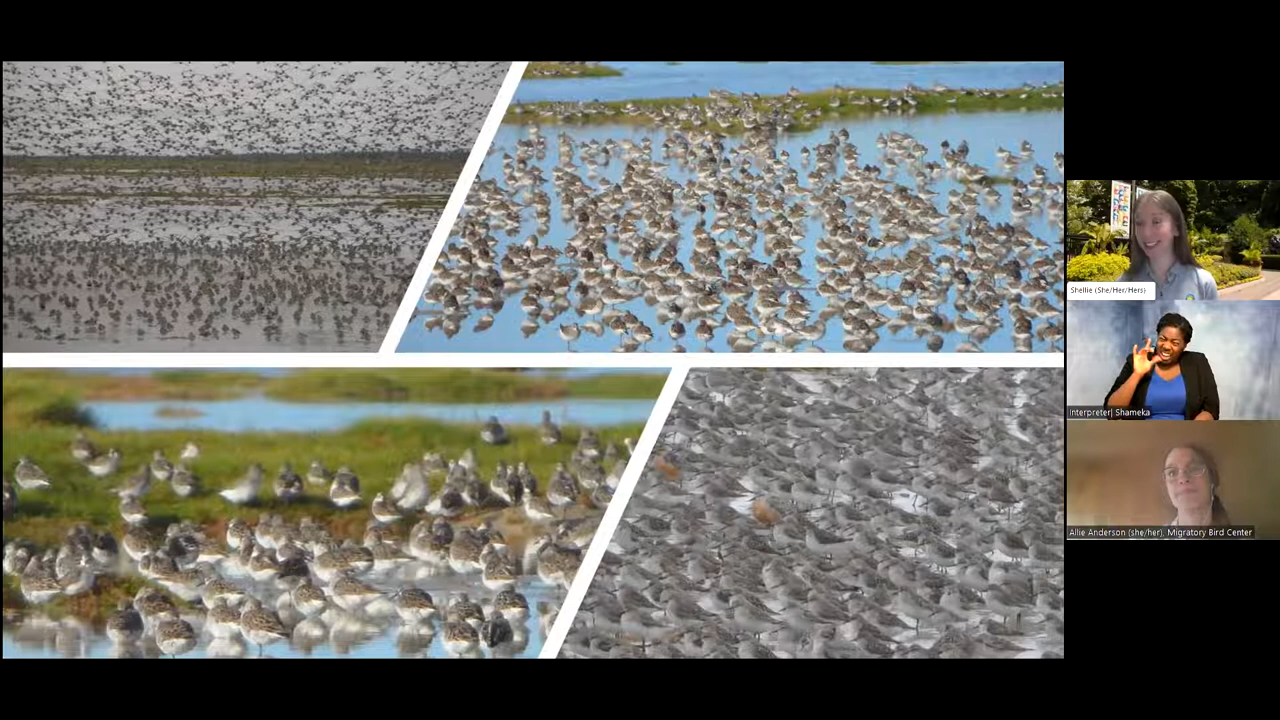 Shellie (She/Her/Hers)
Interpreter| Shameka
Allie Anderson (she/her), Migratory Bird Center